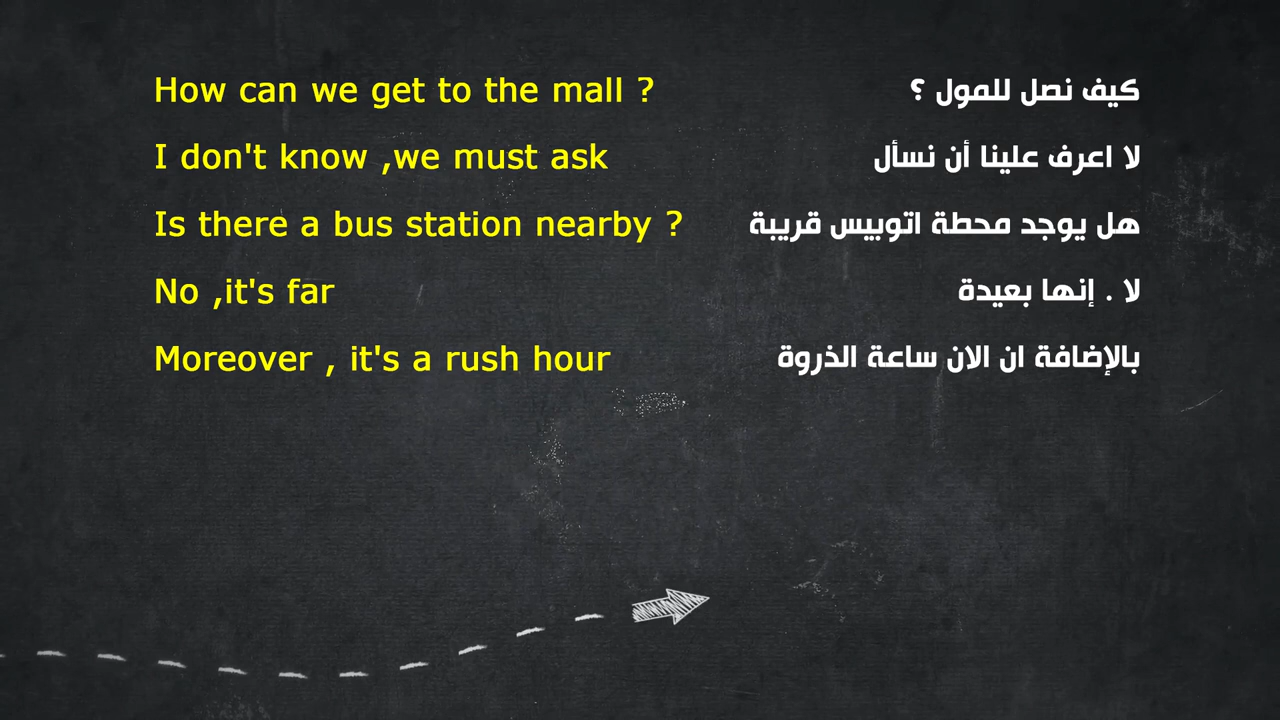 How can we get to the mall ? كيف نصل للمول ؟
I don't know ,we must ask لا اعرف علينا أن نسأل
Is there a bus station nearby ? هل يوجد محطة اتوبيس قريبة
No ,it's far لا . إنها بعيدة
Moreover , it's a rush hour بالإضافة ان الان ساعة الذروة